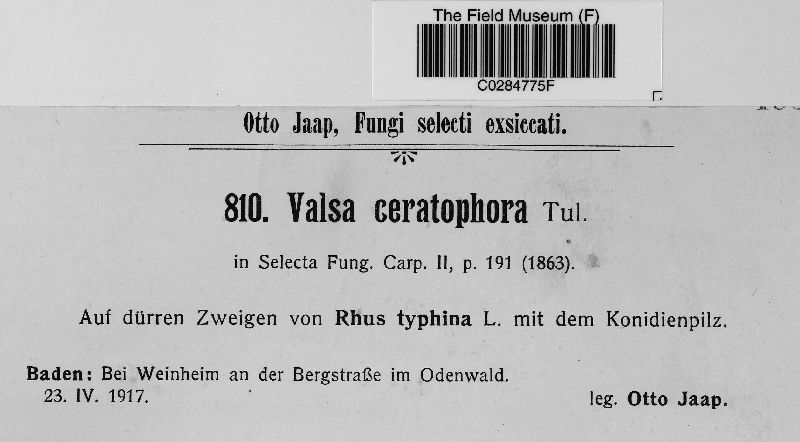 The Field Museum (F)
C0284775F
Otto Jaap, Fungi selecti exsiccati.
810. Valsa ceratophora Tul.
in Selecta Fung. Carp. II, p. 191 (1863).
Auf dürren Zweigen von Rhus typhina L. mit dem Konidienpilz.
Baden: Bei Weinheim an der Bergstraße im Odenwald.
23. IV. 1917.
leg. Otto Jaap.